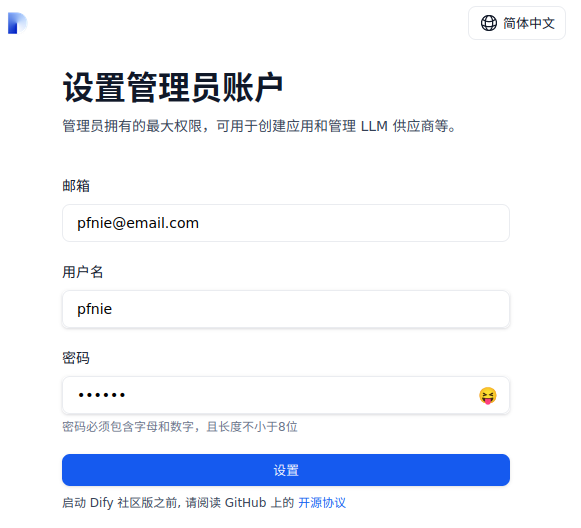 简体中文
设置管理员账户
管理员拥有的最大权限，可用于创建应用和管理 LLM 供应商等。
邮箱
pfnie@email.com
用户名
pfnie
密码
••••••
密码必须包含字母和数字，且长度不小于8位
设置
启动 Dify 社区版之前, 请阅读 GitHub 上的 开源协议